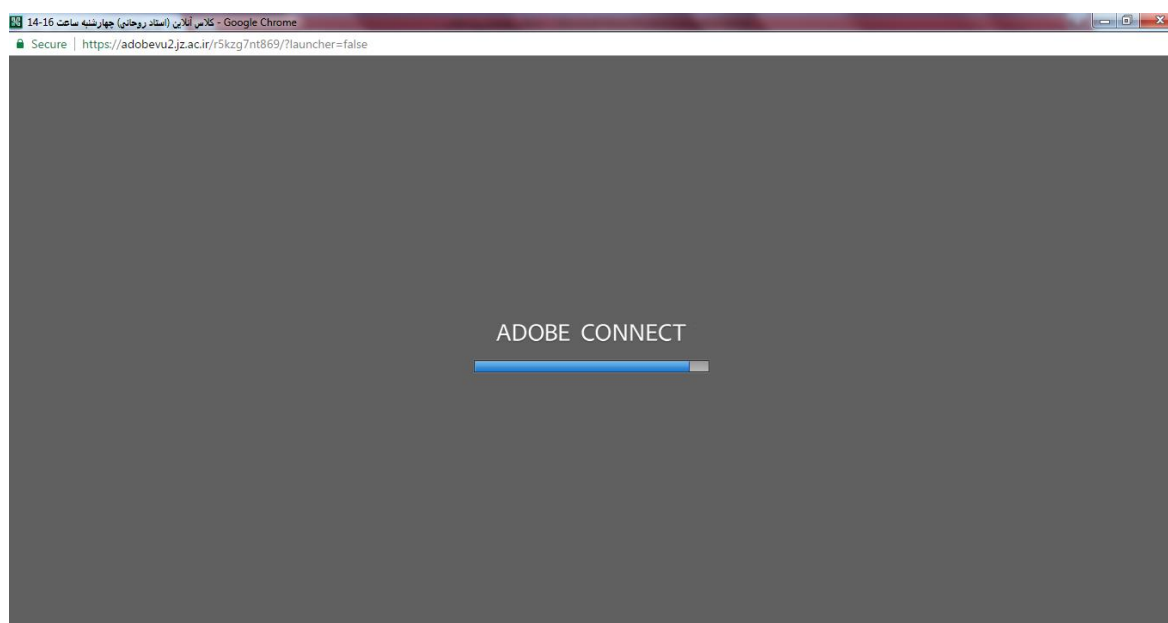 کلاس آنلاین (استاد روحانی) چهارشنبه ساعت 16-14 - Google Chrome
Secure | https://adobevu2.jz.ac.ir/r5kzg7nt869/?launcher=false
ADOBE CONNECT